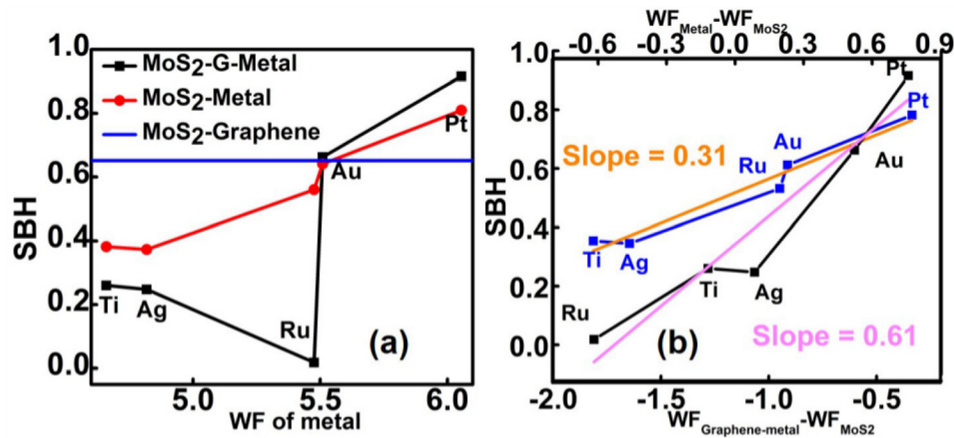 1.0
0.8
0.6
0.4
0.2
0.0
SBH
MoS2-G-Metal
MoS2-Metal
MoS2-Graphene
Pt
Au
Ti
Ag
Ru
(a)
5.0
5.5
6.0
WF of metal
WFMetal-WFMoS2
-0.6
-0.3
0.0
0.3
0.6
0.9
1.0
0.8
0.6
0.4
0.2
0.0
SBH
Pt
Pt
Au
Slope = 0.31
Ru
Au
Ti
Ag
Ru
Ti
Ag
Slope = 0.61
(b)
-2.0
-1.5
-1.0
-0.5
WFGraphene-metal-WFMoS2